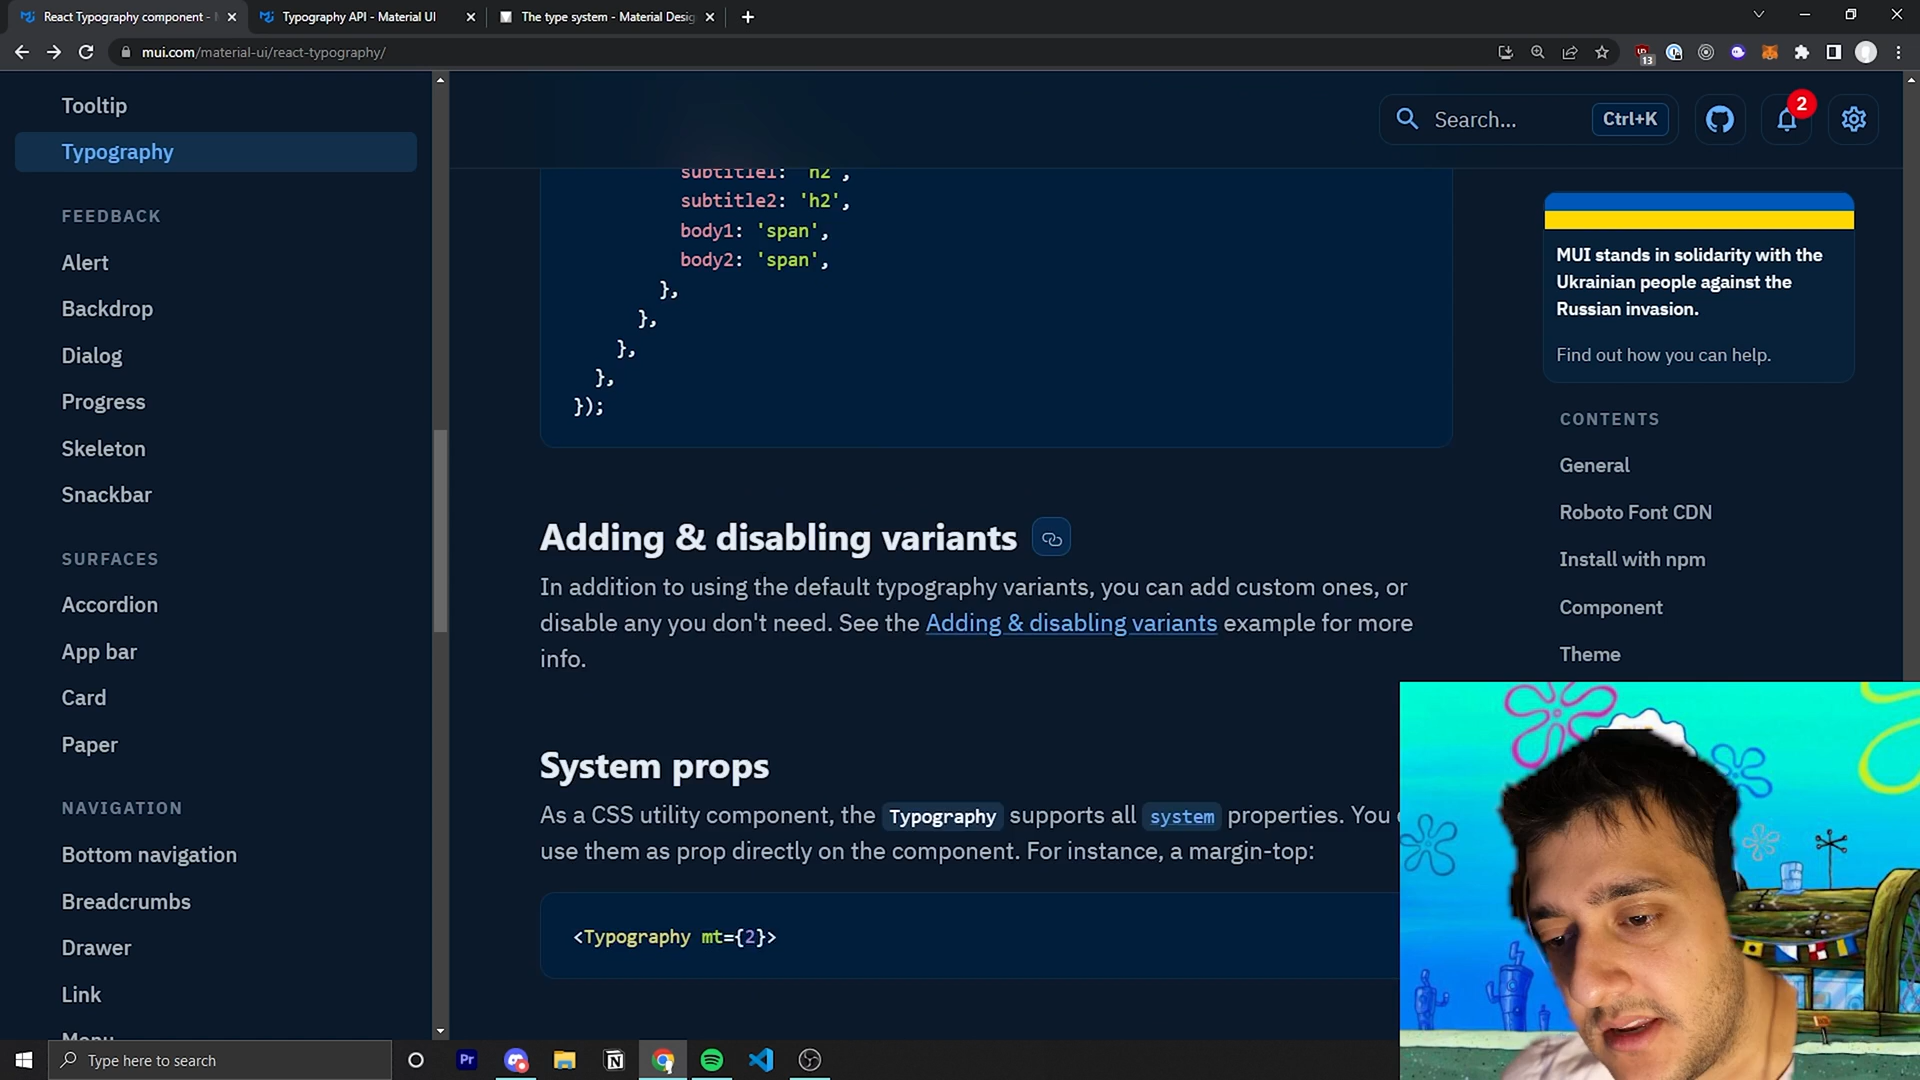 React Typography component -
Typography API - Material UI
The type system - Material Desig
mui.com/material-ui/react-typography/
13
Tooltip
Typography
FEEDBACK
Alert
Backdrop
Dialog
Progress
Skeleton
Snackbar
SURFACES
Accordion
App bar
Card
Paper
NAVIGATION
Bottom navigation
Breadcrumbs
Drawer
Link
Menu
Search...
Ctrl+K
2
subtitle1: 'h2',
subtitle2: 'h2',
body1: 'span',
body2: 'span',
},
},
},
},
});
Adding & disabling variants
In addition to using the default typography variants, you can add custom ones, or
disable any you don't need. See the Adding & disabling variants example for more
info.
System props
As a CSS utility component, the Typography supports all system properties. You
use them as prop directly on the component. For instance, a margin-top:
<Typography mt={2}>
MUI stands in solidarity with the
Ukrainian people against the
Russian invasion.
Find out how you can help.
CONTENTS
General
Roboto Font CDN
Install with npm
Component
Theme
Type here to search
Pr